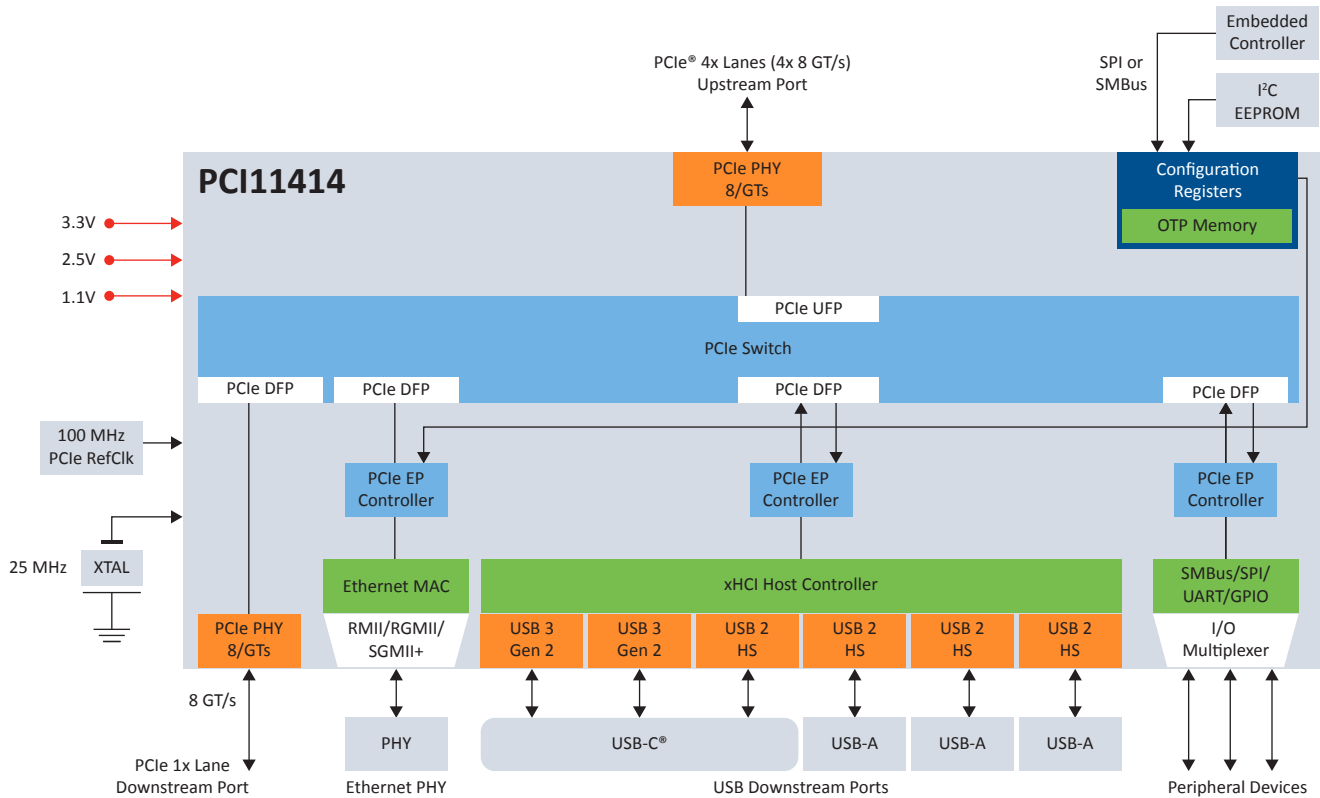 Embedded
Controller
PCIe® 4x Lanes (4x 8 GT/s)
Upstream Port
SPI or
SMBus
I²C
EEPROM
PCI11414
PCIe PHY
8/GTs
Configuration
Registers
OTP Memory
3.3V
2.5V
1.1V
PCIe UFP
PCIe Switch
PCIe DFP
PCIe DFP
PCIe DFP
PCIe DFP
100 MHz
PCIe RefClk
PCIe EP
Controller
PCIe EP
Controller
PCIe EP
Controller
25 MHz
XTAL
Ethernet MAC
xHCI Host Controller
SMBus/SPI/
UART/GPIO
PCIe PHY
8/GTs
RMII/RGMII/
SGMII+
USB 3
Gen 2
USB 3
Gen 2
USB 2
HS
USB 2
HS
USB 2
HS
USB 2
HS
I/O
Multiplexer
8 GT/s
PHY
USB-C®
USB-A
USB-A
USB-A
PCIe 1x Lane
Downstream Port
Ethernet PHY
USB Downstream Ports
Peripheral Devices